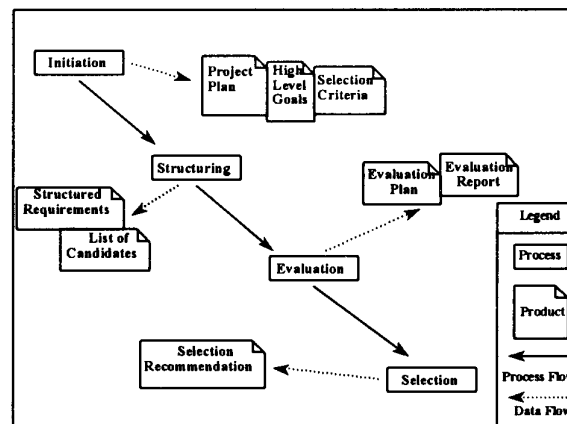 Initiation
Project
Plan
High
Level
Goals
Selection
Criteria
Structuring
Structured
Requirements
List of
Candidates
Evaluation
Plan
Evaluation
Report
Evaluation
Selection
Recommendation
Selection
Legend
Process
Product
Process Flow
Data Flow